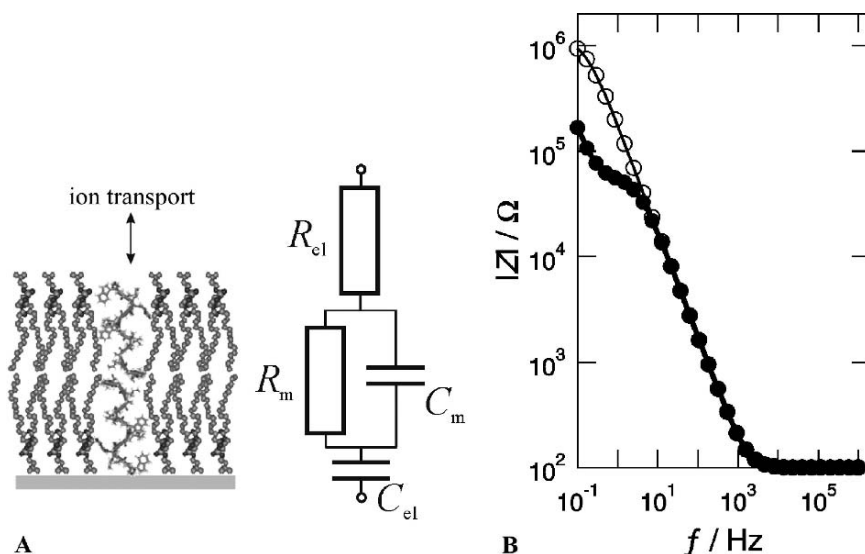 ion transport
R_el
R_m
C_m
C_el
A
|Z| / Ω
10^6
10^5
10^4
10^3
10^2
10^-1
10^1
10^3
10^5
f / Hz
B